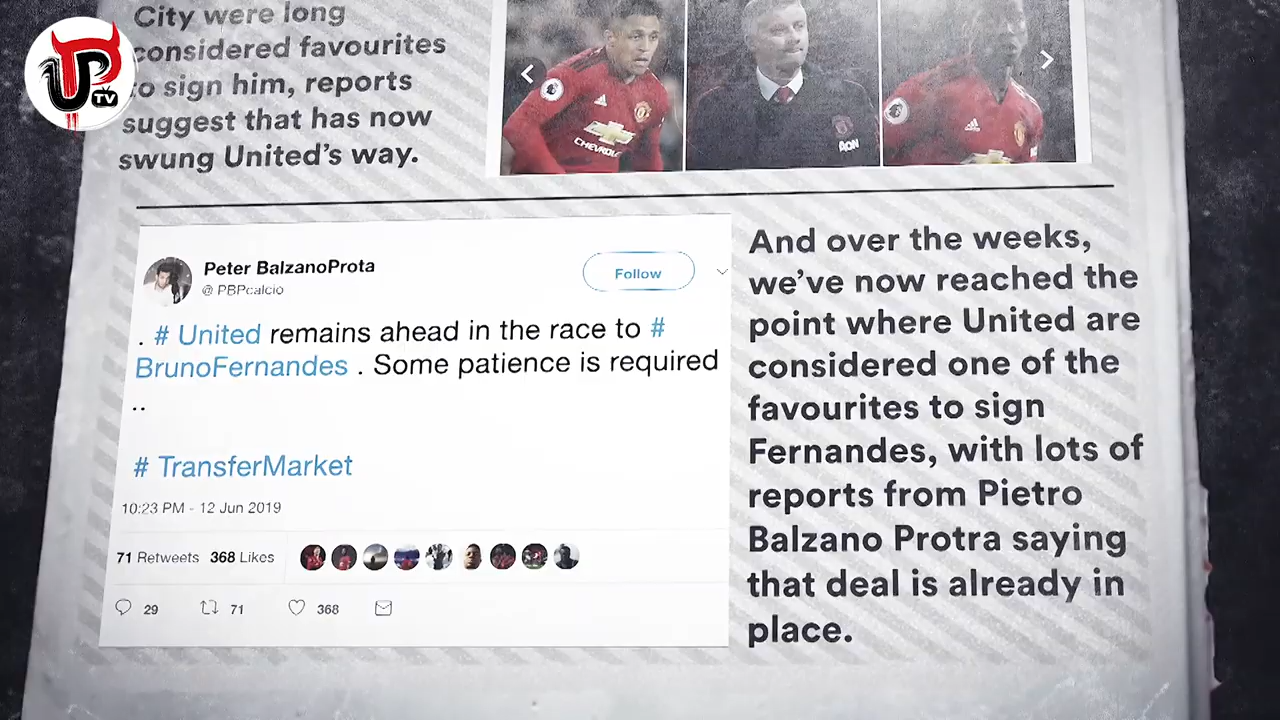 City were long
considered favourites
to sign him, reports
suggest that has now
swung United's way.
UP
TV
CHEVROLET
AON
Peter BalzanoProta
@ PBPcalcio
Follow
. # United remains ahead in the race to #
BrunoFernandes . Some patience is required
..
# TransferMarket
10:23 PM - 12 Jun 2019
71 Retweets 368 Likes
29 71 368
And over the weeks,
we've now reached the
point where United are
considered one of the
favourites to sign
Fernandes, with lots of
reports from Pietro
Balzano Protra saying
that deal is already in
place.